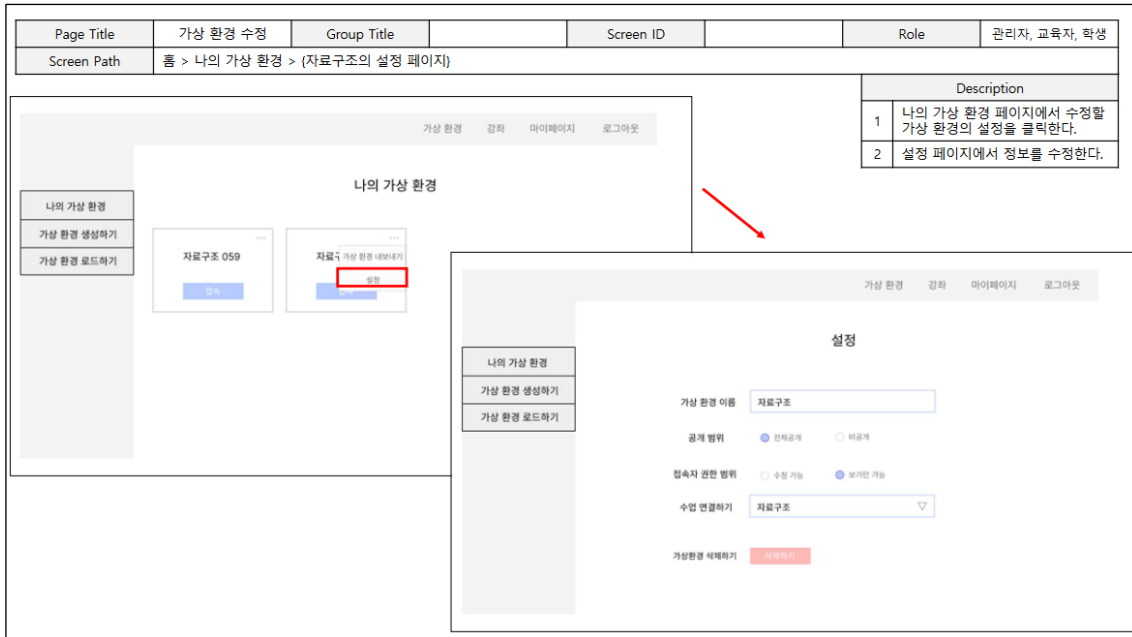 Page Title 가상 환경 수정 Group Title Screen ID Role 관리자, 교육자, 학생
Screen Path 홈 > 나의 가상 환경 > {자료구조의 설정 페이지}
Description
1 나의 가상 환경 페이지에서 수정할
가상 환경의 설정을 클릭한다.
2 설정 페이지에서 정보를 수정한다.
가상 환경 강좌 마이페이지 로그아웃
나의 가상 환경
나의 가상 환경
가상 환경 생성하기
가상 환경 로드하기
자료구조 059
접속
가상 환경 내보내기
설정
가상 환경 강좌 마이페이지 로그아웃
설정
나의 가상 환경
가상 환경 생성하기
가상 환경 로드하기
가상 환경 이름 자료구조
공개 범위 전체공개 비공개
접속자 권한 범위 수정 가능 보기만 가능
수업 연결하기 자료구조
가상환경 삭제하기 삭제하기